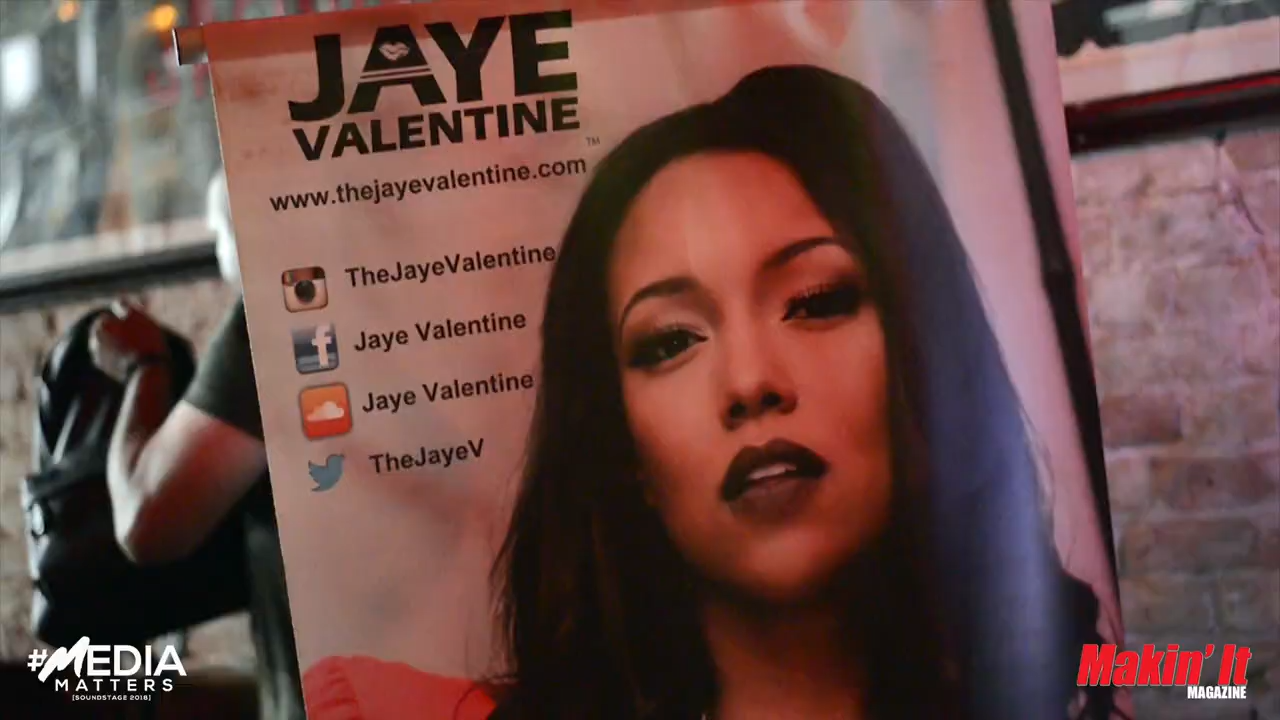 JAYE
VALENTINE
TM
www.thejayevalentine.com
TheJayeValentine
Jaye Valentine
Jaye Valentine
TheJayeV
#MEDIA
MATTERS
[SOUNDSTAGE 2018]
Makin' It
MAGAZINE